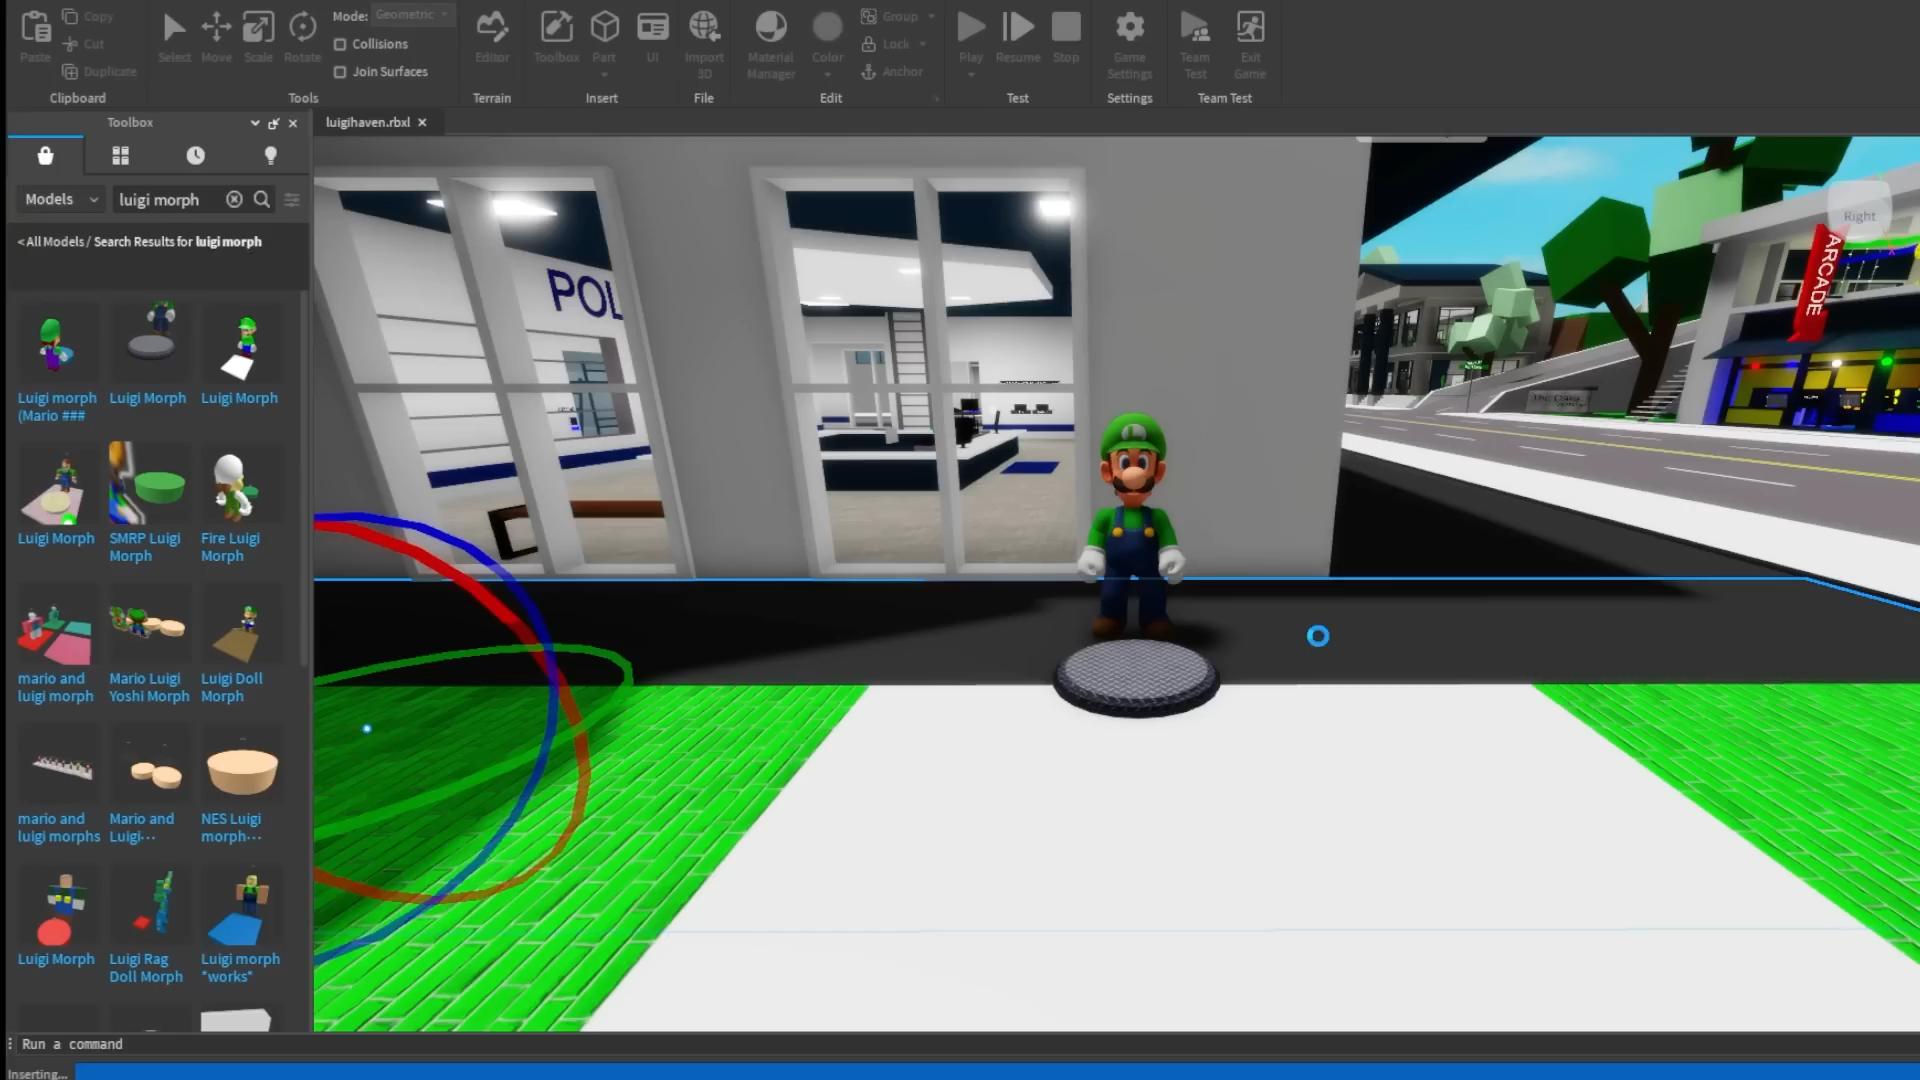 Paste
Copy
Cut
Duplicate
Clipboard
Select
Move
Scale
Rotate
Mode: Geometric
Collisions
Join Surfaces
Tools
Editor
Terrain
Toolbox
Part
UI
Insert
Import
3D
File
Material
Manager
Color
Group
Lock
Anchor
Edit
Play
Resume
Stop
Test
Game
Settings
Settings
Team
Test
Exit
Game
Team Test
Toolbox
luigihaven.rbxl
Models
luigi morph
< All Models / Search Results for luigi morph
Luigi morph
(Mario ###
Luigi Morph
Luigi Morph
Luigi Morph
SMRP Luigi
Morph
Fire Luigi
Morph
mario and
luigi morph
Mario Luigi
Yoshi Morph
Luigi Doll
Morph
mario and
luigi morphs
Mario and
Luigi...
NES Luigi
morph...
Luigi Morph
Luigi Rag
Doll Morph
Luigi morph
*works*
POL
L
ARCADE
Right
Run a command
Inserting...